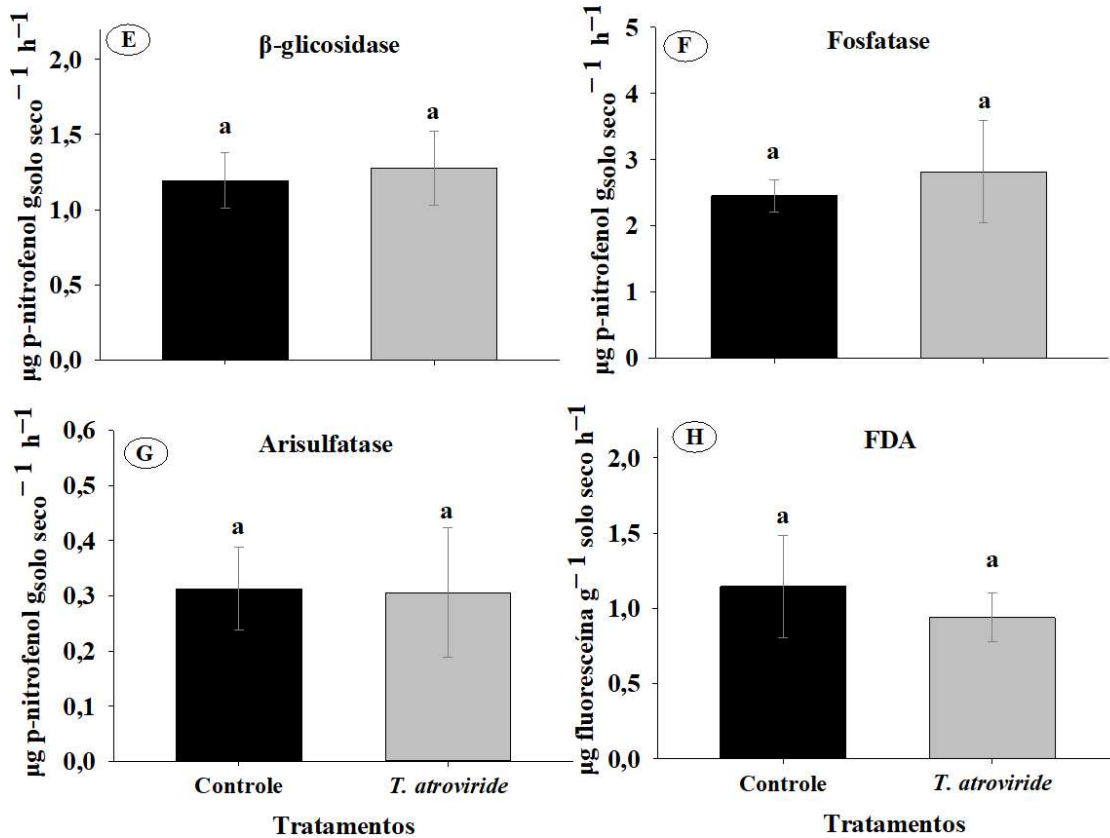 E
β-glicosidase
µg p-nitrofenol gsolo seco⁻¹ h⁻¹
2,0
1,5
1,0
0,5
0,0
a
a
F
Fosfatase
µg p-nitrofenol gsolo seco⁻¹ h⁻¹
5
4
3
2
1
0
a
a
G
Arisulfatase
µg p-nitrofenol gsolo seco⁻¹ h⁻¹
0,6
0,5
0,4
0,3
0,2
0,1
0,0
a
a
Controle
T. atroviride
Tratamentos
H
FDA
µg fluoresceína g⁻¹ solo seco h⁻¹
2,0
1,5
1,0
0,5
0,0
a
a
Controle
T. atroviride
Tratamentos